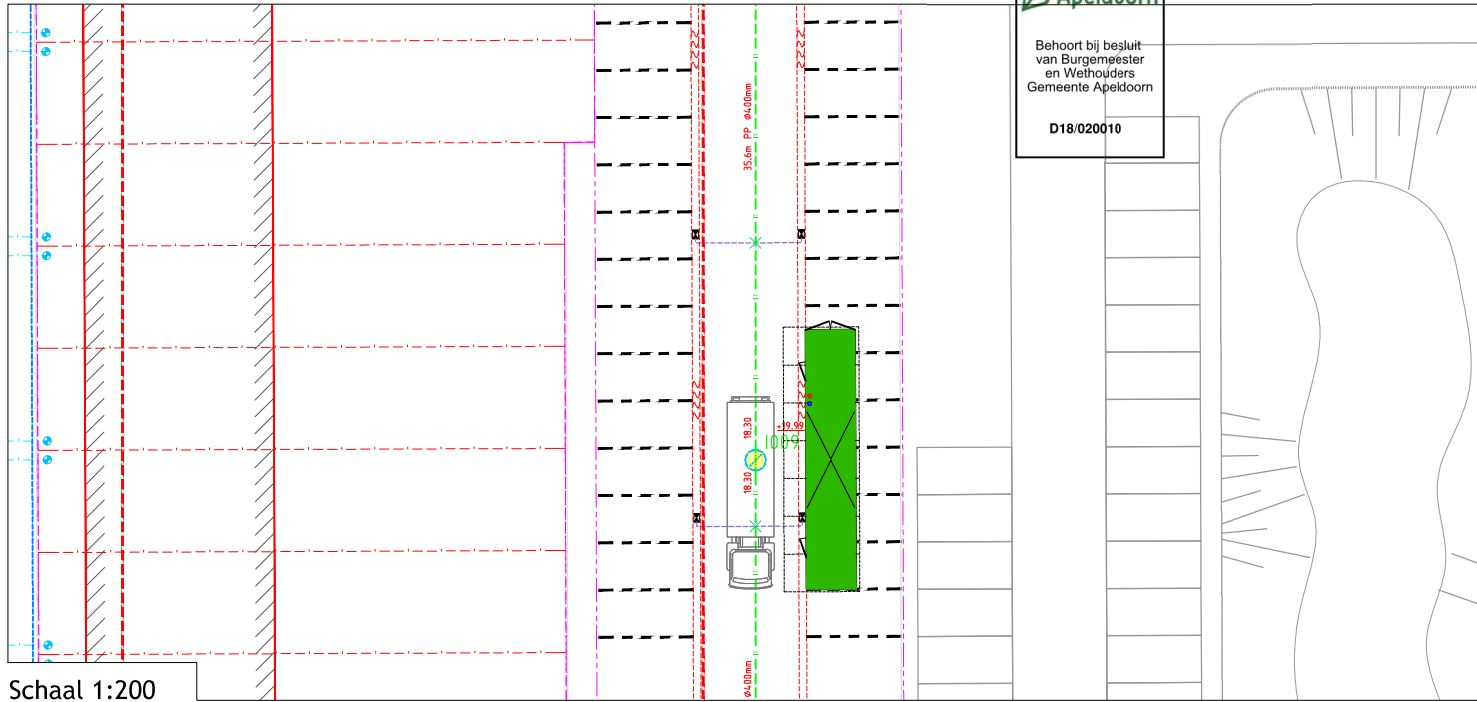 Apeldoorn
Behoort bij besluit
van Burgemeester
en Wethouders
Gemeente Apeldoorn
D18/020010
35.6m PP Ø400mm
18.30
+19.99
1009
18.30
Ø400mm
Schaal 1:200